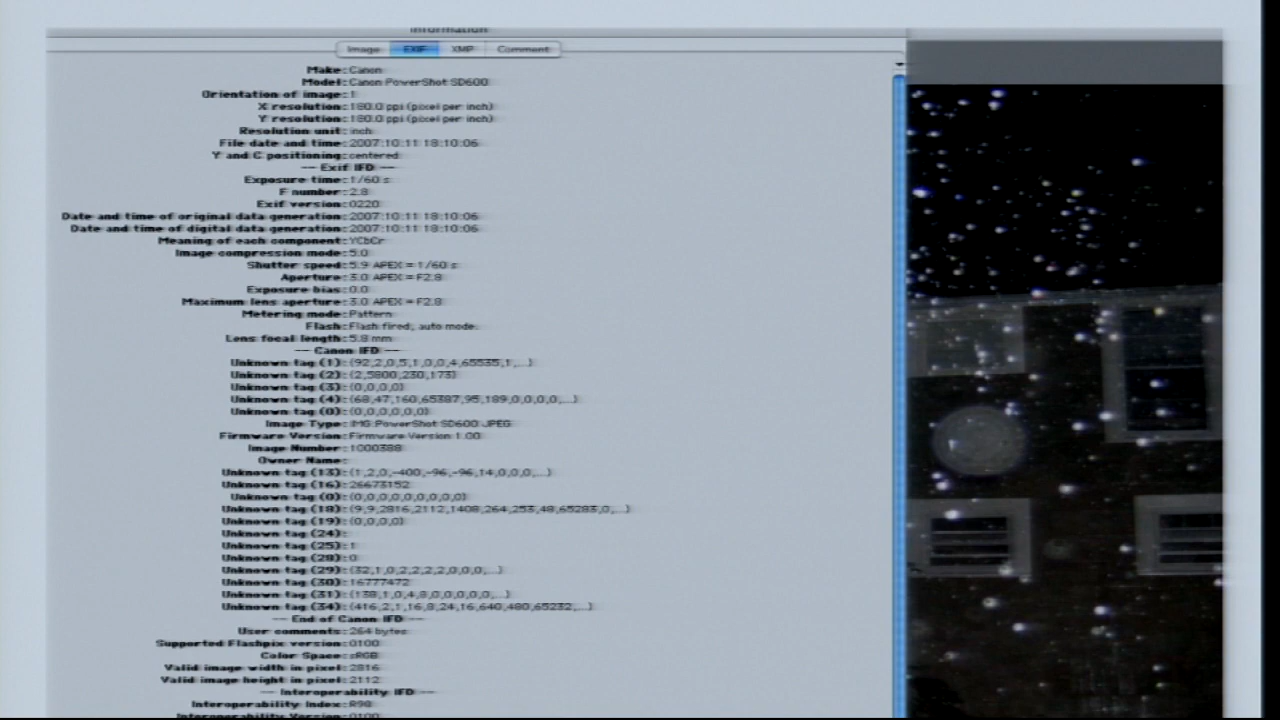 Information
Image EXIF XMP Comment
Make: Canon
Model: Canon PowerShot SD600
Orientation of image: 1
X resolution: 180.0 ppi (pixel per inch)
Y resolution: 180.0 ppi (pixel per inch)
Resolution unit: inch
File date and time: 2007:10:11 18:10:06
Y and C positioning: centered
--- Exif IFD ---
Exposure time: 1/60 s
F number: 2.8
Exif version: 0220
Date and time of original data generation: 2007:10:11 18:10:06
Date and time of digital data generation: 2007:10:11 18:10:06
Meaning of each component: YCbCr
Image compression mode: 5.0
Shutter speed: 5.9 APEX = 1/60 s
Aperture: 3.0 APEX = F2.8
Exposure bias: 0.0
Maximum lens aperture: 3.0 APEX = F2.8
Metering mode: Pattern
Flash: Flash fired, auto mode.
Lens focal length: 5.8 mm
--- Canon IFD ---
Unknown tag (1): (92,2,0,5,1,0,0,4,65535,1,...)
Unknown tag (2): (2,5800,230,173)
Unknown tag (3): (0,0,0,0)
Unknown tag (4): (68,47,160,65387,95,189,0,0,0,0,...)
Unknown tag (0): (0,0,0,0,0,0)
Image Type: IMG:PowerShot SD600 JPEG
Firmware Version: Firmware Version 1.00
Image Number: 1000388
Owner Name:
Unknown tag (13): (1,2,0,-400,-96,-96,14,0,0,0,...)
Unknown tag (16): 26673152
Unknown tag (0): (0,0,0,0,0,0,0,0,0)
Unknown tag (18): (9,9,2816,2112,1408,264,253,48,65283,0,...)
Unknown tag (19): (0,0,0,0)
Unknown tag (24):
Unknown tag (25): 1
Unknown tag (28): 0
Unknown tag (29): (32,1,0,2,2,2,2,0,0,0,...)
Unknown tag (30): 16777472
Unknown tag (31): (138,1,0,4,8,0,0,0,0,0,...)
Unknown tag (34): (416,2,1,16,8,24,16,640,480,65232,...)
--- End of Canon IFD ---
User comments: 264 bytes
Supported Flashpix version: 0100
Color Space: sRGB
Valid image width in pixel: 2816
Valid image height in pixel: 2112
--- Interoperability IFD ---
Interoperability Index: R98
Interoperability Version: 0100